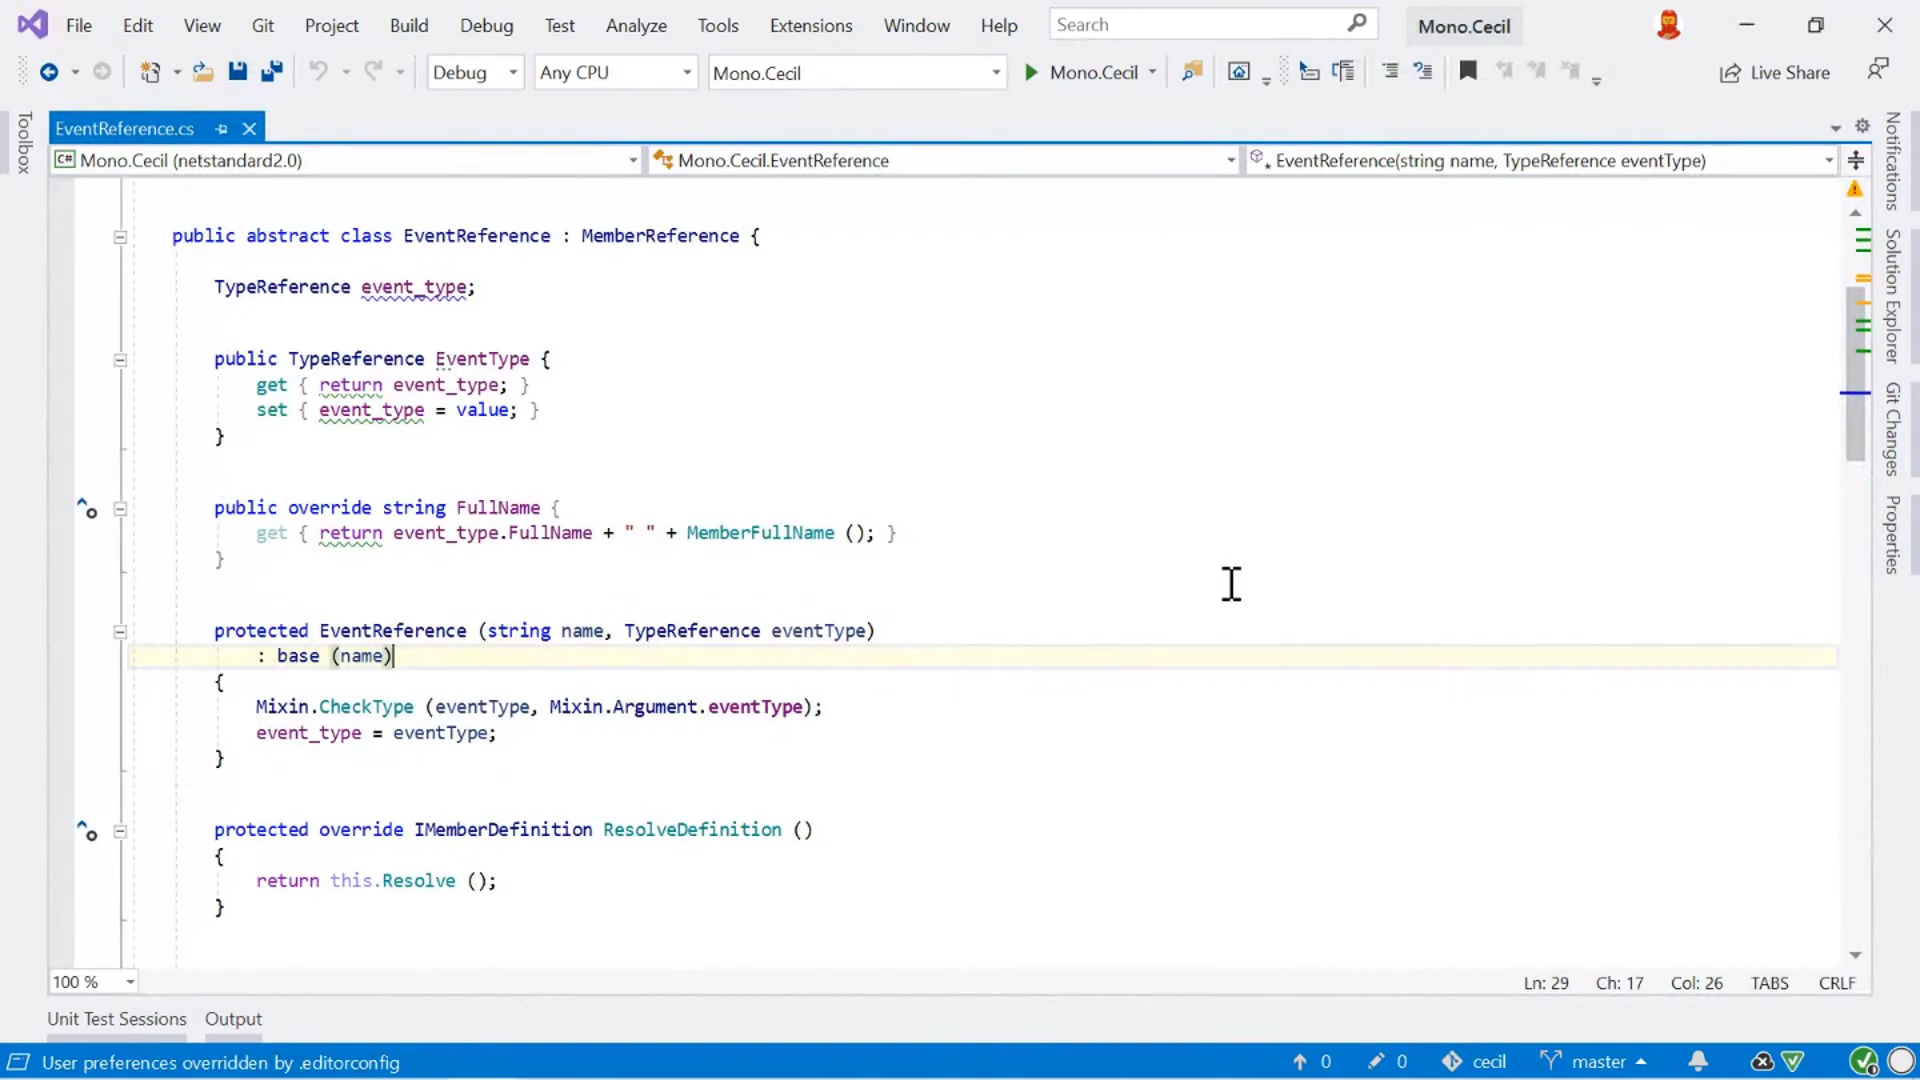 File Edit View Git Project Build Debug Test Analyze Tools Extensions Window Help Search Mono.Cecil
Debug Any CPU Mono.Cecil Mono.Cecil Live Share
Toolbox
EventReference.cs
C# Mono.Cecil (netstandard2.0) Mono.Cecil.EventReference EventReference(string name, TypeReference eventType)
public abstract class EventReference : MemberReference {
TypeReference event_type;
public TypeReference EventType {
get { return event_type; }
set { event_type = value; }
}
public override string FullName {
get { return event_type.FullName + " " + MemberFullName (); }
}
protected EventReference (string name, TypeReference eventType)
: base (name)
{
Mixin.CheckType (eventType, Mixin.Argument.eventType);
event_type = eventType;
}
protected override IMemberDefinition ResolveDefinition ()
{
return this.Resolve ();
}
Notifications
Solution Explorer
Git Changes
Properties
100 % Ln: 29 Ch: 17 Col: 26 TABS CRLF
Unit Test Sessions Output
User preferences overridden by .editorconfig 0 0 cecil master